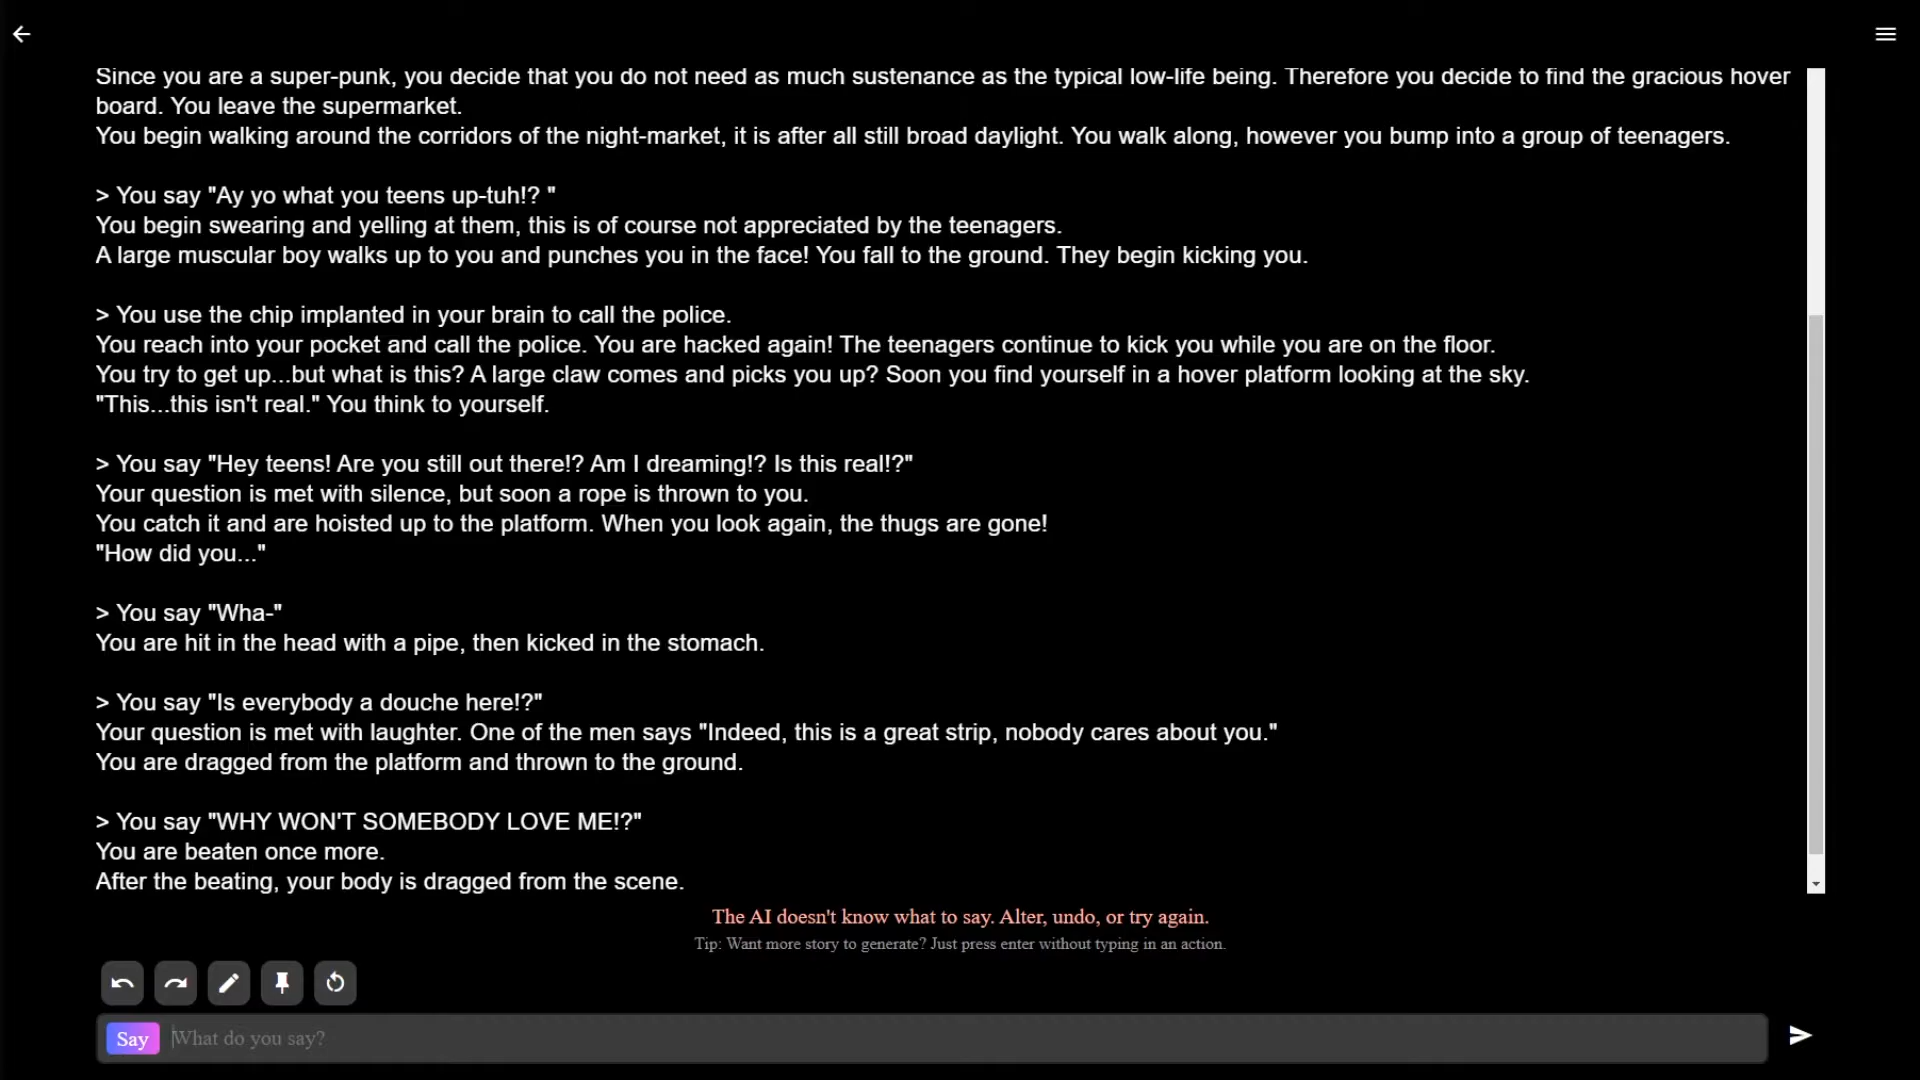 Since you are a super-punk, you decide that you do not need as much sustenance as the typical low-life being. Therefore you decide to find the gracious hover
board. You leave the supermarket.
You begin walking around the corridors of the night-market, it is after all still broad daylight. You walk along, however you bump into a group of teenagers.
> You say "Ay yo what you teens up-tuh!? "
You begin swearing and yelling at them, this is of course not appreciated by the teenagers.
A large muscular boy walks up to you and punches you in the face! You fall to the ground. They begin kicking you.
> You use the chip implanted in your brain to call the police.
You reach into your pocket and call the police. You are hacked again! The teenagers continue to kick you while you are on the floor.
You try to get up...but what is this? A large claw comes and picks you up? Soon you find yourself in a hover platform looking at the sky.
"This...this isn't real." You think to yourself.
> You say "Hey teens! Are you still out there!? Am I dreaming!? Is this real!?"
Your question is met with silence, but soon a rope is thrown to you.
You catch it and are hoisted up to the platform. When you look again, the thugs are gone!
"How did you..."
> You say "Wha-"
You are hit in the head with a pipe, then kicked in the stomach.
> You say "Is everybody a douche here!?"
Your question is met with laughter. One of the men says "Indeed, this is a great strip, nobody cares about you."
You are dragged from the platform and thrown to the ground.
> You say "WHY WON'T SOMEBODY LOVE ME!?"
You are beaten once more.
After the beating, your body is dragged from the scene.
The AI doesn't know what to say. Alter, undo, or try again.
Tip: Want more story to generate? Just press enter without typing in an action.
Say What do you say?